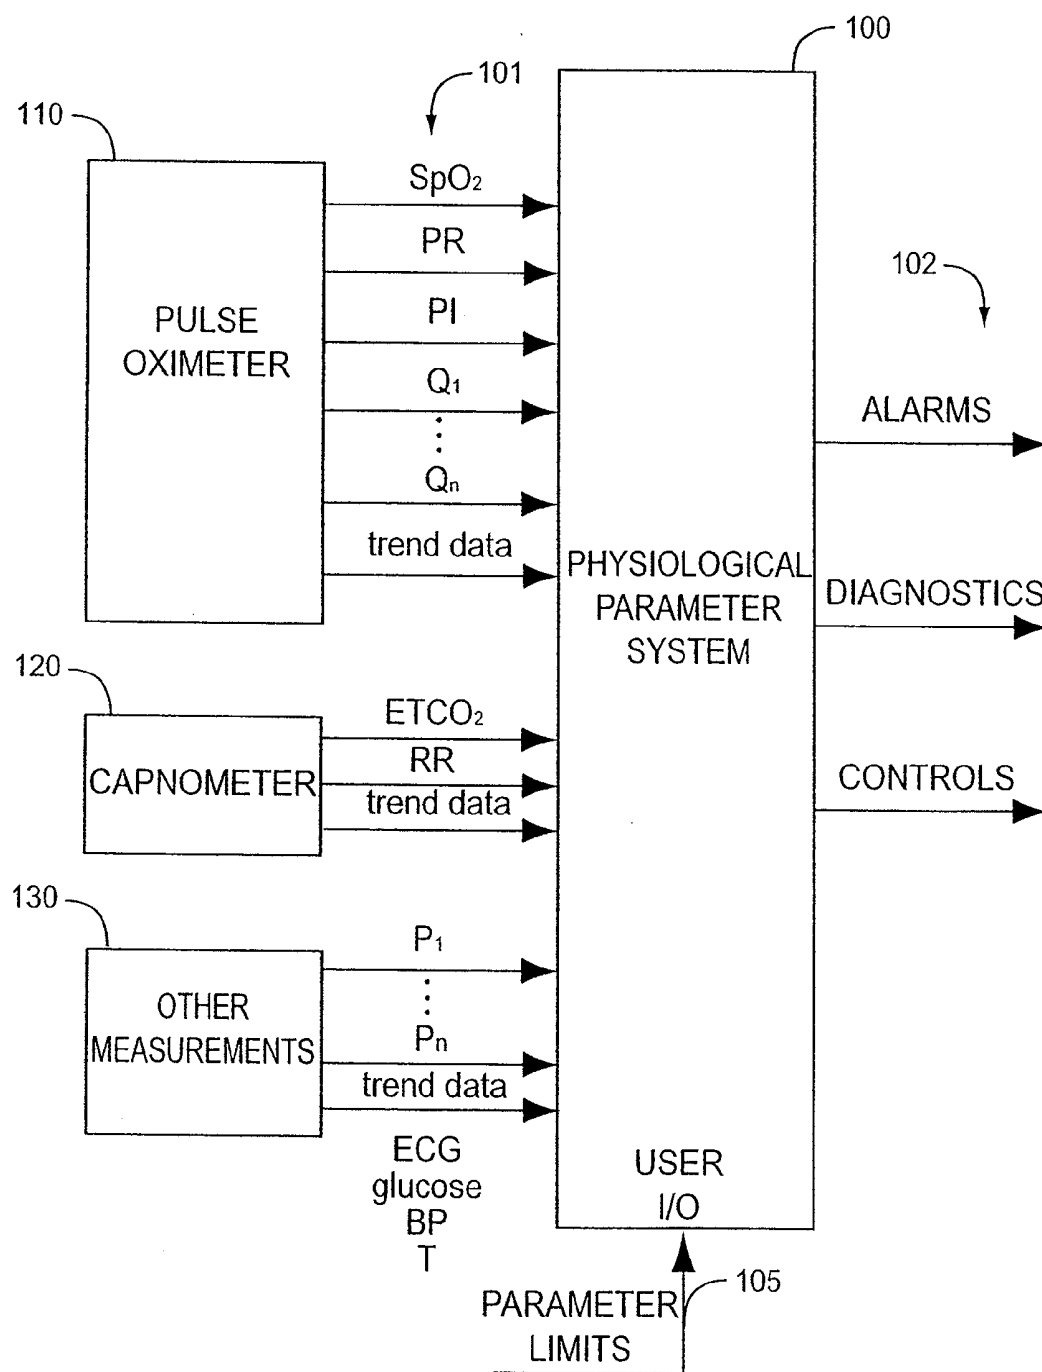 100
101
110
SpO₂
PR
PI
Q₁
Qₙ
trend data
PULSE
OXIMETER
102
ALARMS
DIAGNOSTICS
CONTROLS
PHYSIOLOGICAL
PARAMETER
SYSTEM
120
CAPNOMETER
ETCO₂
RR
trend data
130
OTHER
MEASUREMENTS
P₁
Pn
trend data
ECG
glucose
BP
T
USER
I/O
105
PARAMETER
LIMITS